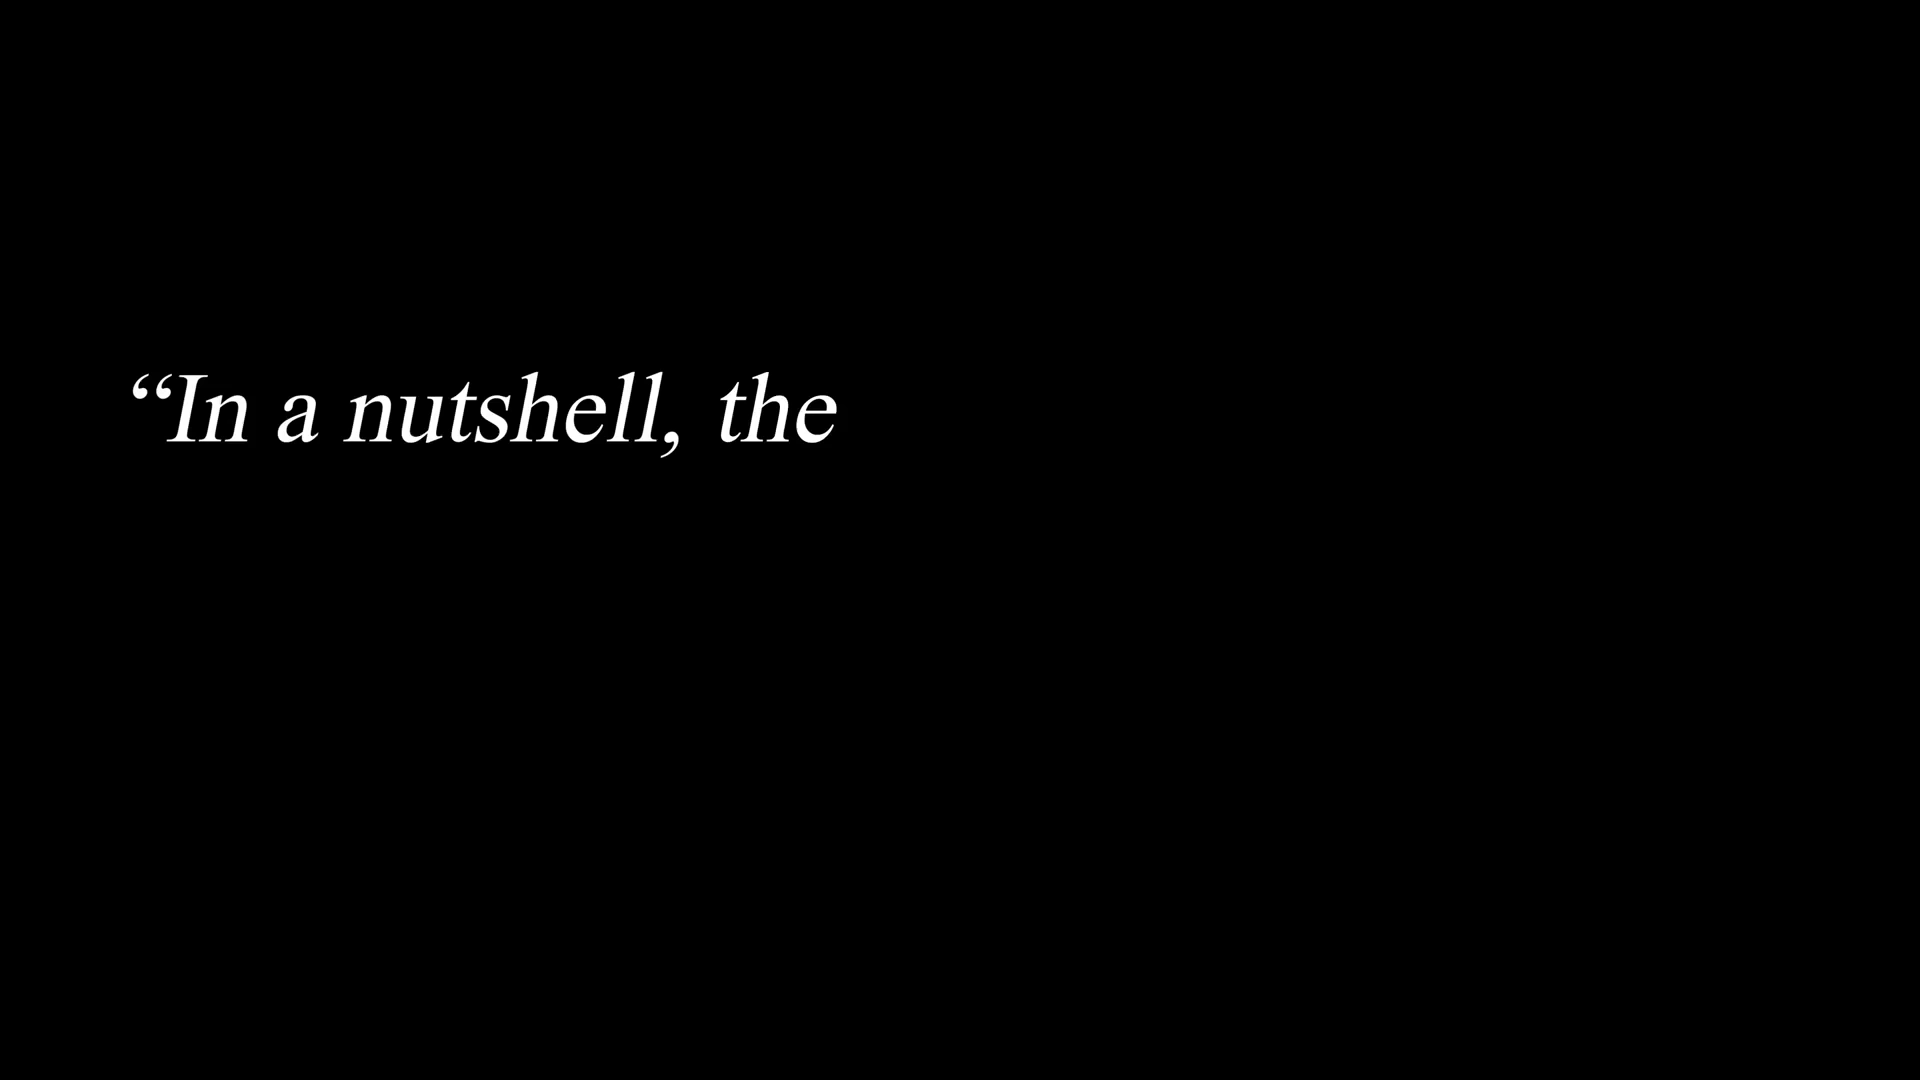 “In a nutshell, the